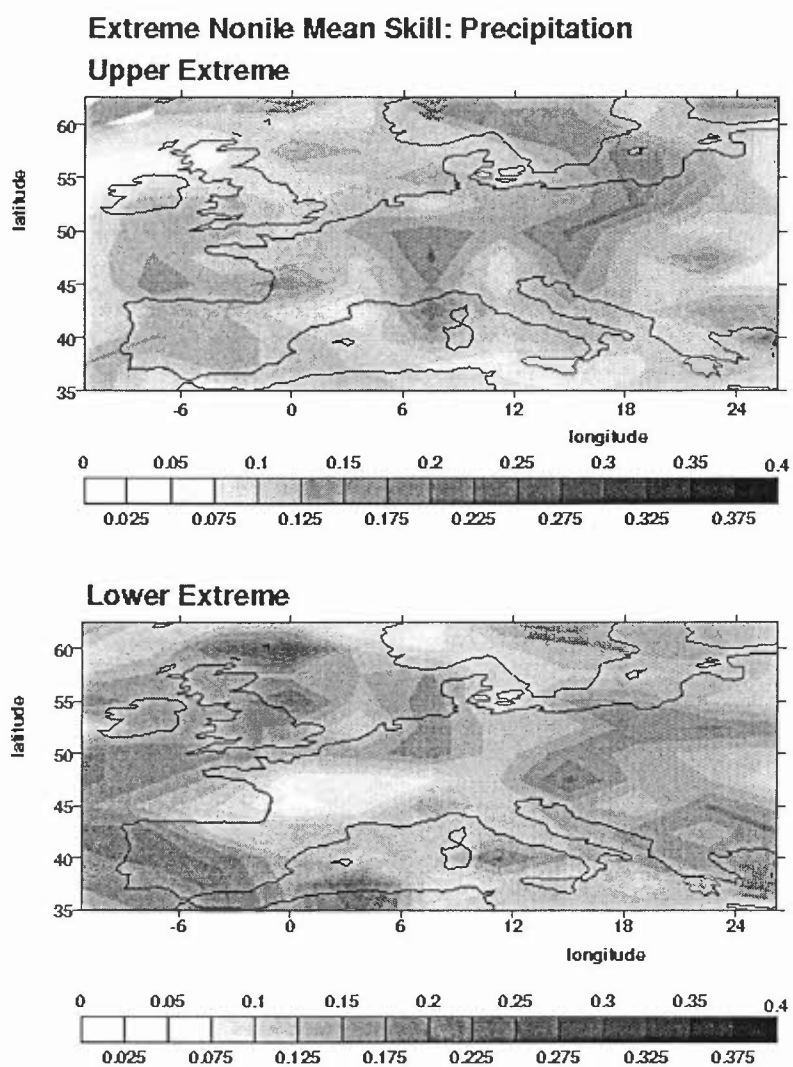 Extreme Nonile Mean Skill: Precipitation
Upper Extreme
latitude
60
55
50
45
40
35
-6 0 6 12 18 24
longitude
0 0.05 0.1 0.15 0.2 0.25 0.3 0.35 0.4
0.025 0.075 0.125 0.175 0.225 0.275 0.325 0.375
Lower Extreme
latitude
60
55
50
45
40
35
-6 0 6 12 18 24
longitude
0 0.05 0.1 0.15 0.2 0.25 0.3 0.35 0.4
0.025 0.075 0.125 0.175 0.225 0.275 0.325 0.375